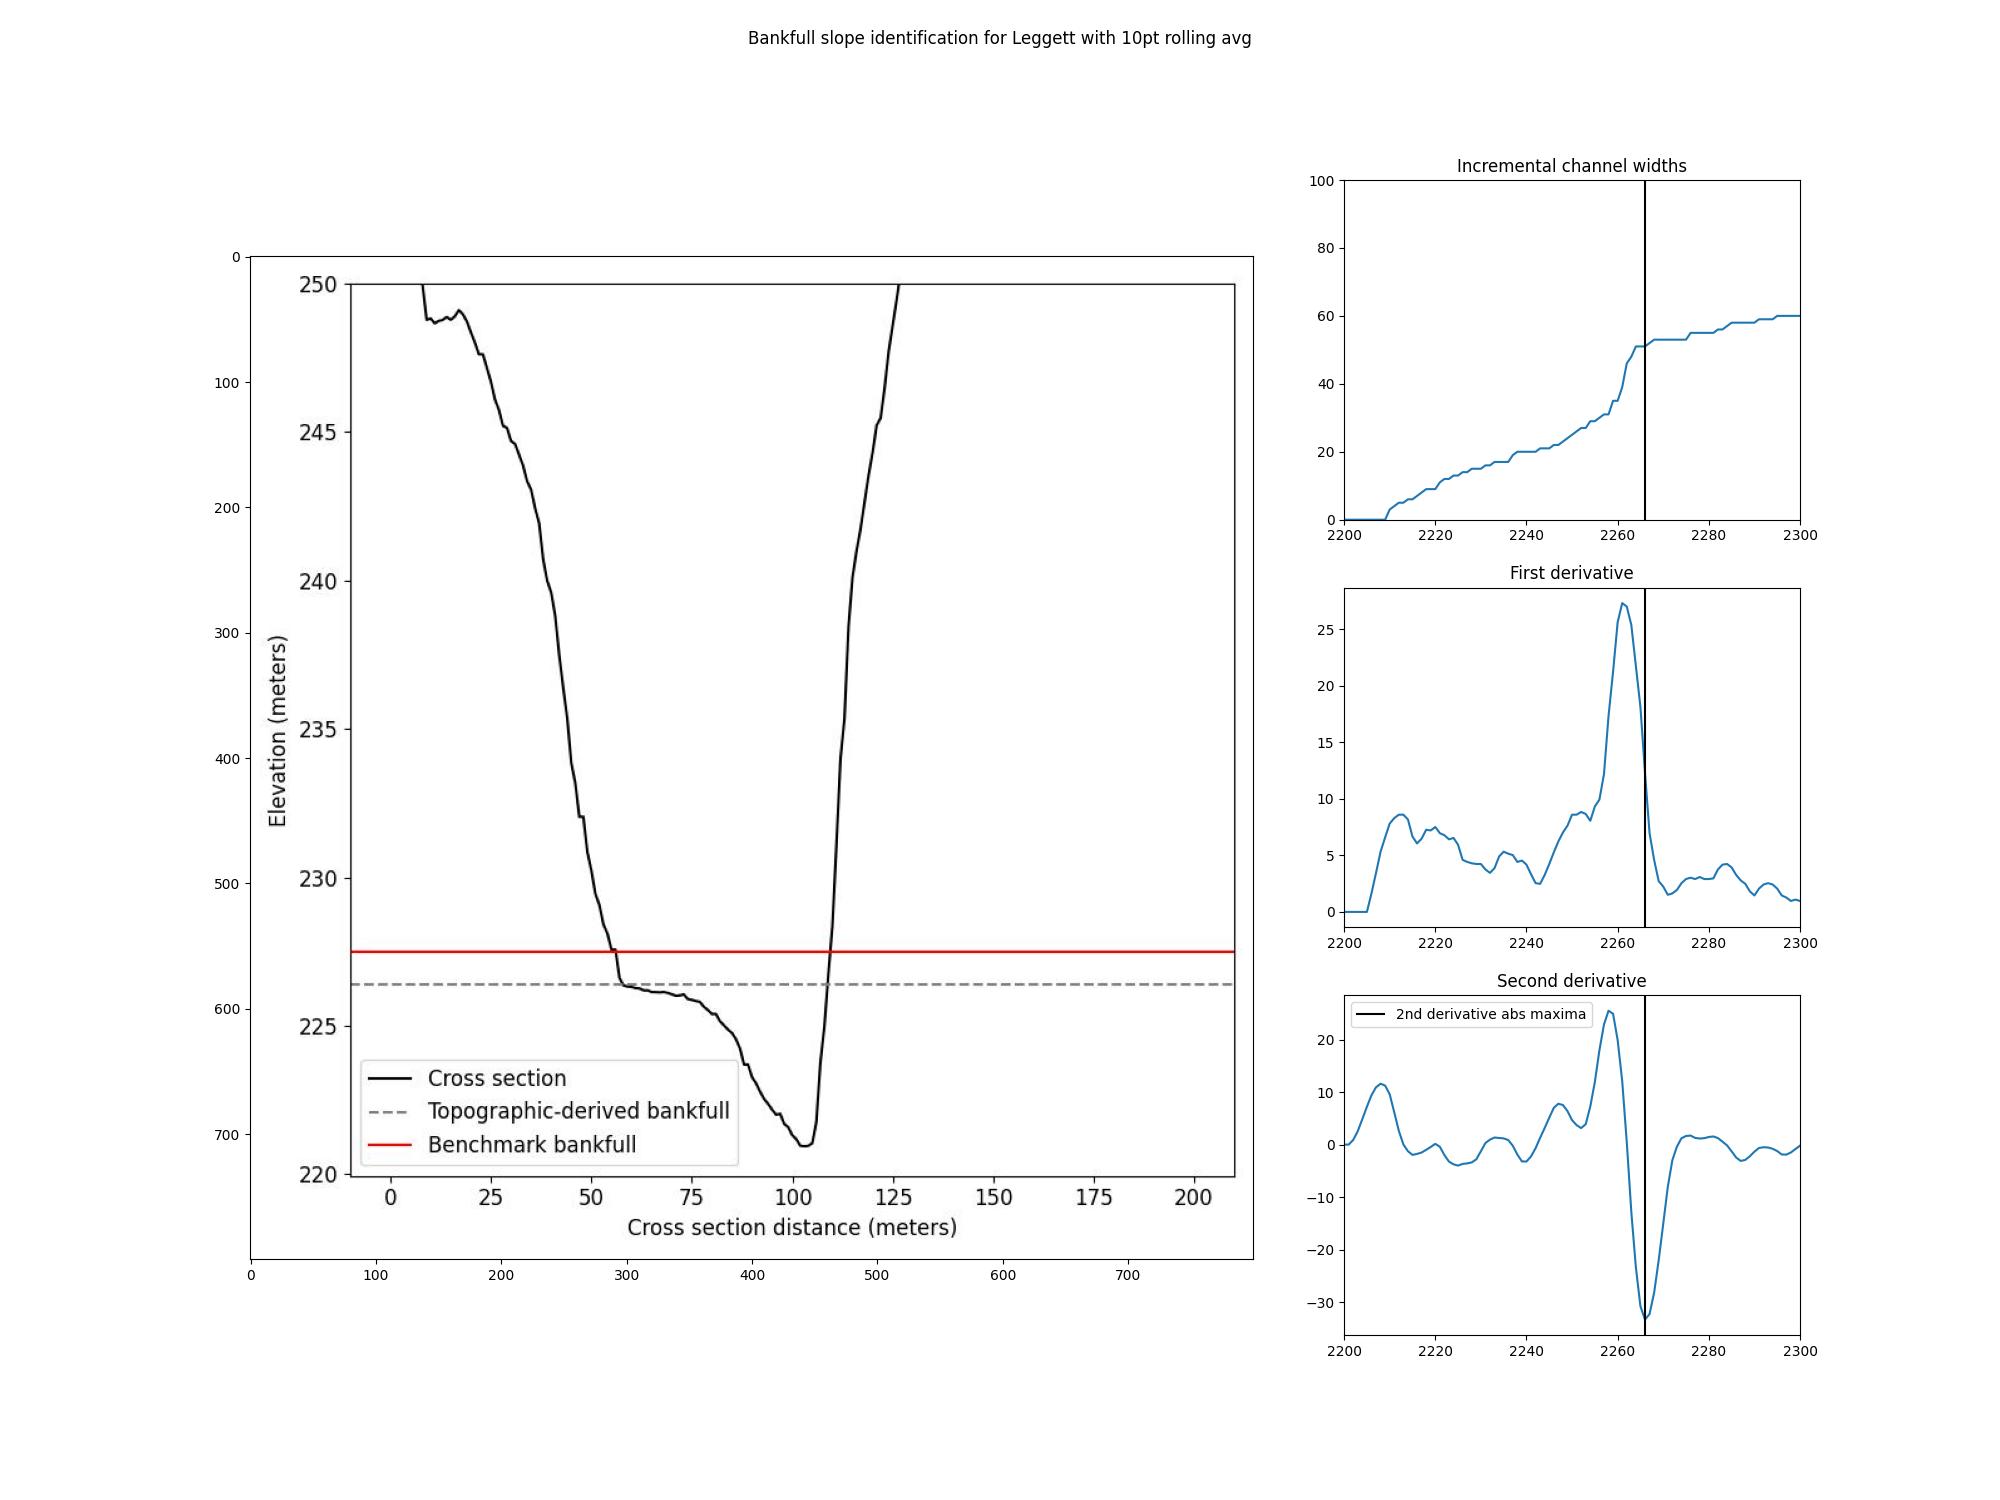 Bankfull slope identification for Leggett with 10pt rolling avg
0
100
200
300
400
500
600
700
250
245
240
235
230
225
220
Elevation (meters)
Cross section
Topographic-derived bankfull
Benchmark bankfull
0 25 50 75 100 125 150 175 200
Cross section distance (meters)
0 100 200 300 400 500 600 700
Incremental channel widths
100
80
60
40
20
0
2200 2220 2240 2260 2280 2300
First derivative
25
20
15
10
5
0
2200 2220 2240 2260 2280 2300
Second derivative
2nd derivative abs maxima
20
10
0
−10
−20
−30
2200 2220 2240 2260 2280 2300